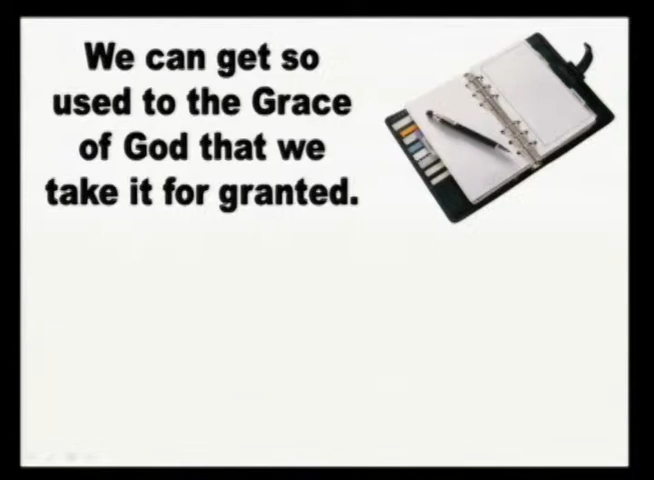 We can get so
used to the Grace
of God that we
take it for granted.